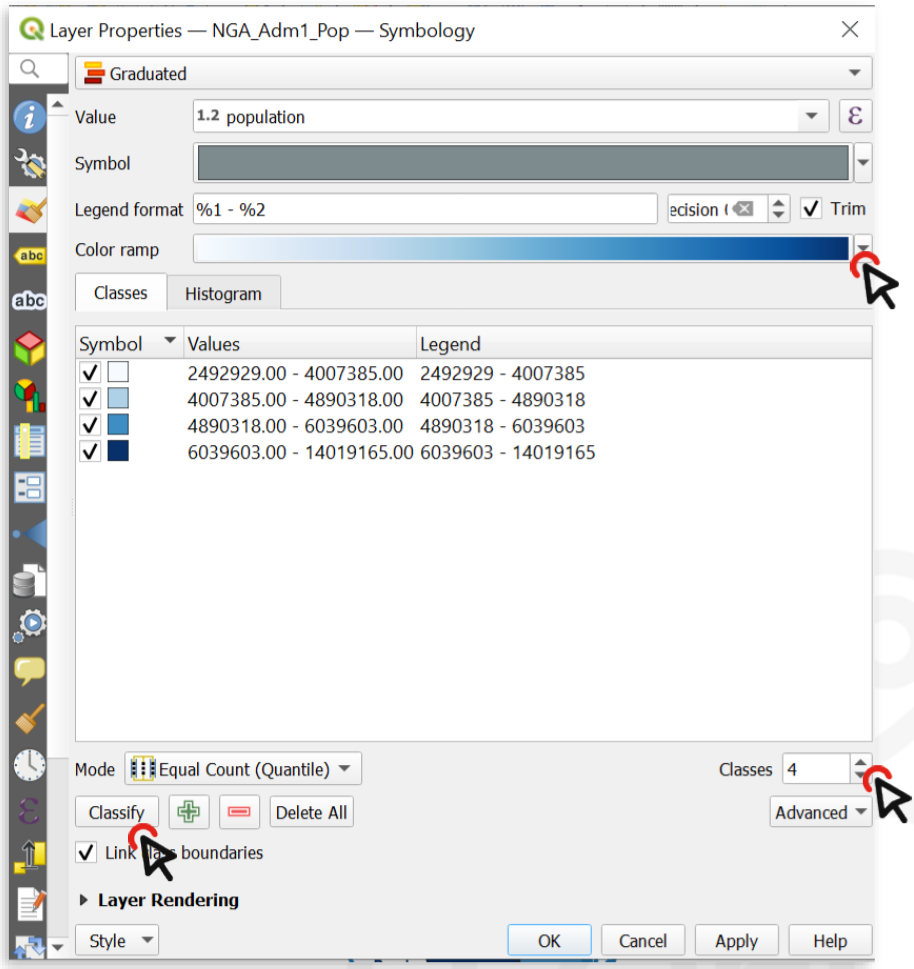 Layer Properties — NGA_Adm1_Pop — Symbology
Graduated
Value 1.2 population ε
Symbol
Legend format %1 - %2 ecision ( Trim
Color ramp
Classes Histogram
Symbol Values Legend
2492929.00 - 4007385.00 2492929 - 4007385
4007385.00 - 4890318.00 4007385 - 4890318
4890318.00 - 6039603.00 4890318 - 6039603
6039603.00 - 14019165.00 6039603 - 14019165
abc
abc
Mode Equal Count (Quantile) Classes 4
Classify Delete All Advanced
Link class boundaries
Layer Rendering
Style OK Cancel Apply Help